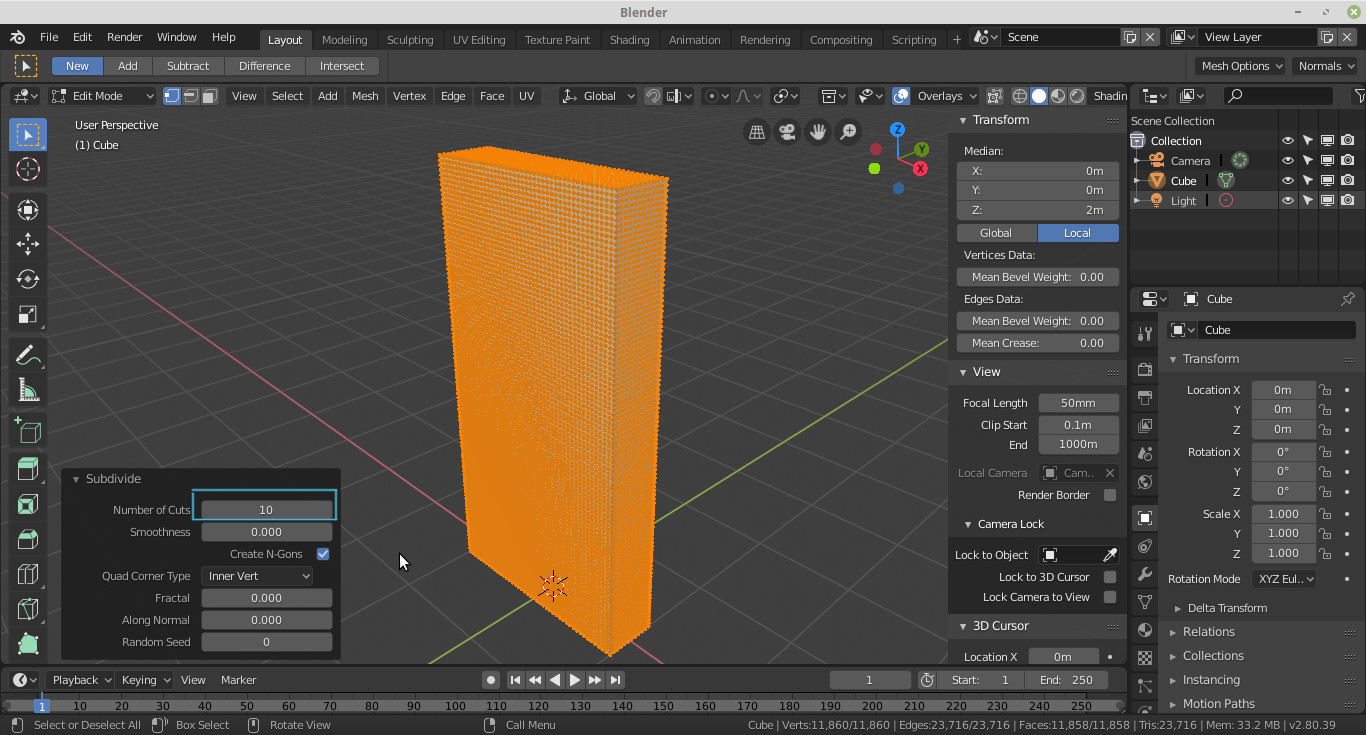 Blender
File Edit Render Window Help Layout Modeling Sculpting UV Editing Texture Paint Shading Animation Rendering Compositing Scripting + Scene View Layer
New Add Subtract Difference Intersect Mesh Options Normals
Edit Mode View Select Add Mesh Vertex Edge Face UV Global Overlays Shadin
User Perspective
(1) Cube
Z
Y
X
Transform
Median:
X: 0m
Y: 0m
Z: 2m
Global Local
Vertices Data:
Mean Bevel Weight: 0.00
Edges Data:
Mean Bevel Weight: 0.00
Mean Crease: 0.00
View
Focal Length 50mm
Clip Start 0.1m
End 1000m
Local Camera Cam..
Render Border
Camera Lock
Lock to Object
Lock to 3D Cursor
Lock Camera to View
3D Cursor
Location X 0m
Scene Collection
Collection
Camera
Cube
Light
Cube
Cube
Transform
Location X 0m
Y 0m
Z 0m
Rotation X 0°
Y 0°
Z 0°
Scale X 1.000
Y 1.000
Z 1.000
Rotation Mode XYZ Eul..
Delta Transform
Relations
Collections
Instancing
Motion Paths
Subdivide
Number of Cuts 10
Smoothness 0.000
Create N-Gons
Quad Corner Type Inner Vert
Fractal 0.000
Along Normal 0.000
Random Seed 0
Playback Keying View Marker 1 Start: 1 End: 250
1 10 20 30 40 50 60 70 80 90 100 110 120 130 140 150 160 170 180 190 200 210 220 230 240 250
Select or Deselect All Box Select Rotate View Call Menu Cube | Verts:11,860/11,860 | Edges:23,716/23,716 | Faces:11,858/11,858 | Tris:23,716 | Mem: 33.2 MB | v2.80.39